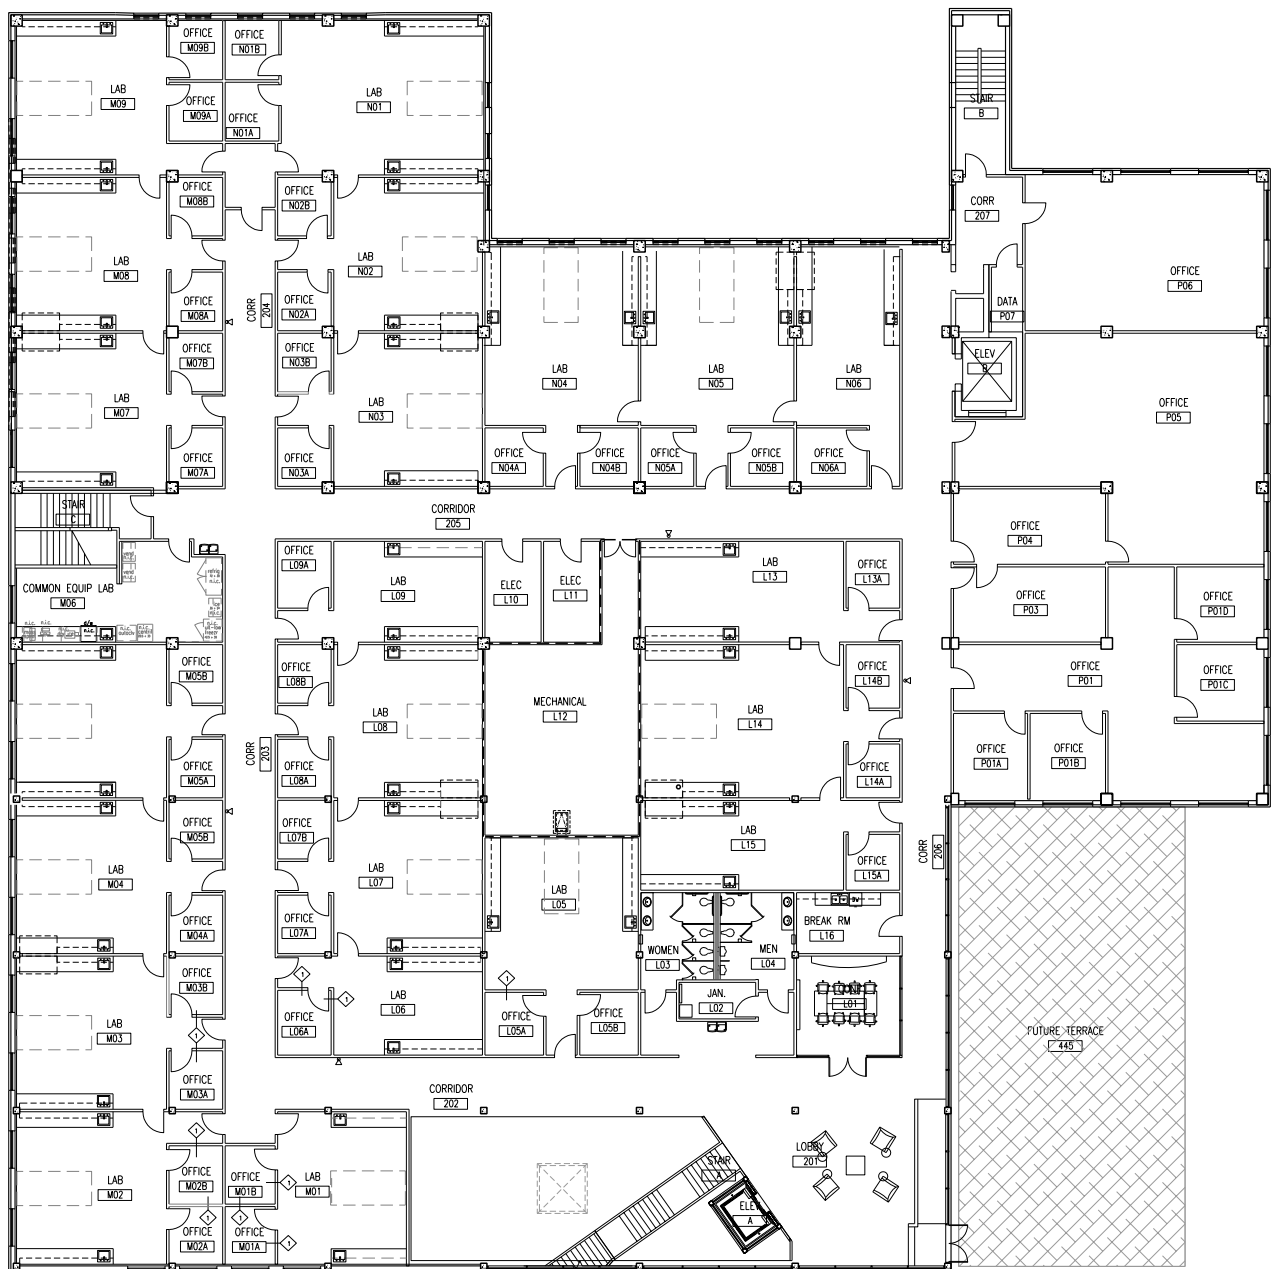 OFFICE
M09B
OFFICE
N01B
LAB
M09
OFFICE
M09A
OFFICE
N01A
LAB
N01
STAIR
B
OFFICE
M08B
OFFICE
N02B
CORR
207
LAB
M08
LAB
N02
OFFICE
P06
OFFICE
M08A
CORR
204
OFFICE
N02A
DATA
P07
OFFICE
M07B
OFFICE
N03B
ELEV
B
LAB
N04
LAB
N05
LAB
N06
LAB
M07
LAB
N03
OFFICE
P05
OFFICE
M07A
OFFICE
N03A
OFFICE
N04A
OFFICE
N04B
OFFICE
N05A
OFFICE
N05B
OFFICE
N06A
STAIR
C
CORRIDOR
205
OFFICE
P04
OFFICE
L09A
LAB
L09
ELEC
L10
ELEC
L11
LAB
L13
OFFICE
L13A
COMMON EQUIP LAB
M06
OFFICE
P03
OFFICE
P01D
OFFICE
M05B
OFFICE
L08B
OFFICE
L14B
OFFICE
P01
OFFICE
P01C
MECHANICAL
L12
LAB
L08
LAB
L14
CORR
203
OFFICE
M05A
OFFICE
L08A
OFFICE
L14A
OFFICE
P01A
OFFICE
P01B
OFFICE
M05B
OFFICE
L07B
LAB
L15
CORR
206
LAB
M04
LAB
L07
LAB
L05
OFFICE
L15A
OFFICE
M04A
OFFICE
L07A
BREAK RM
L16
WOMEN
L03
MEN
L04
OFFICE
M03B
LAB
L06
JAN.
L02
L01
LAB
M03
OFFICE
L06A
OFFICE
L05A
OFFICE
L05B
FUTURE TERRACE
445
OFFICE
M03A
CORRIDOR
202
LOBBY
201
LAB
M02
OFFICE
M02B
OFFICE
M01B
LAB
M01
STAIR
A
ELEV
A
OFFICE
M02A
OFFICE
M01A
1
1
1
1
1
1
1
1
1